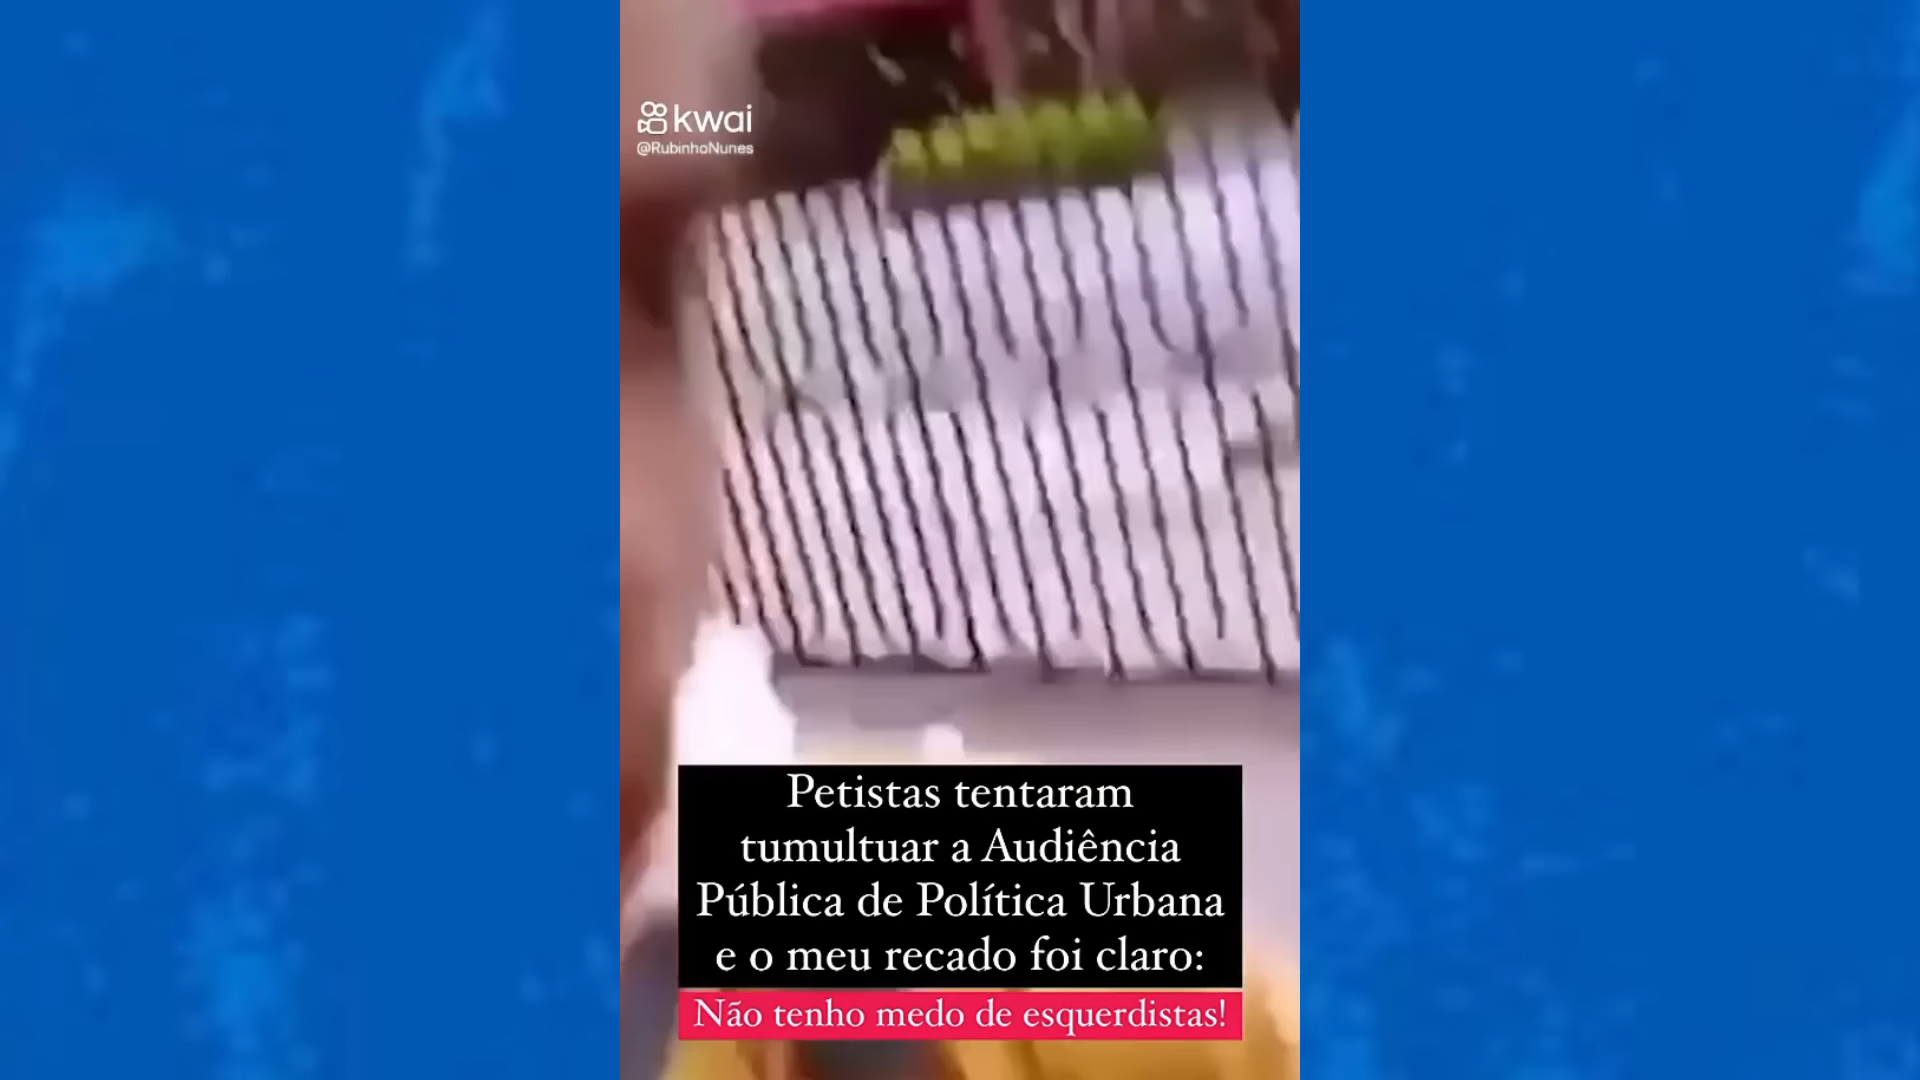 kwai
@RubinhoNunes
Petistas tentaram
tumultuar a Audiência
Pública de Política Urbana
e o meu recado foi claro:
Não tenho medo de esquerdistas!